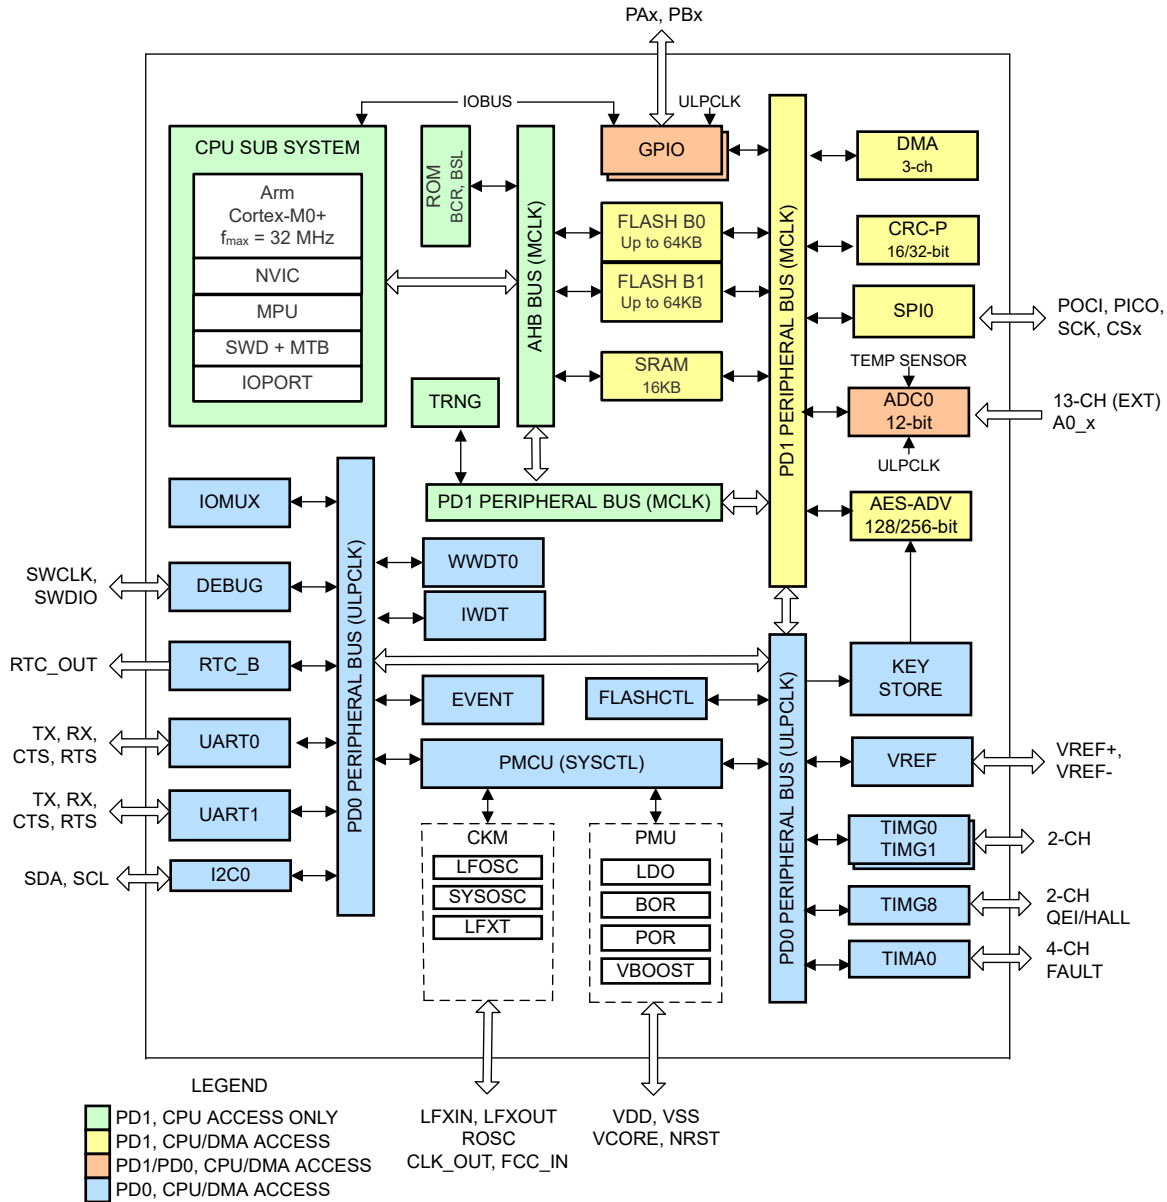 PAx, PBx
IOBUS
ULPCLK
CPU SUB SYSTEM
Arm
Cortex-M0+
fmax = 32 MHz
NVIC
MPU
SWD + MTB
IOPORT
ROM
BCR, BSL
AHB BUS (MCLK)
GPIO
FLASH B0
Up to 64KB
FLASH B1
Up to 64KB
SRAM
16KB
TRNG
PD1 PERIPHERAL BUS (MCLK)
PD1 PERIPHERAL BUS (MCLK)
DMA
3-ch
CRC-P
16/32-bit
SPI0
POCI, PICO,
SCK, CSx
TEMP SENSOR
ADC0
12-bit
13-CH (EXT)
A0_x
ULPCLK
AES-ADV
128/256-bit
IOMUX
SWCLK,
SWDIO
DEBUG
RTC_OUT
RTC_B
TX, RX,
CTS, RTS
UART0
TX, RX,
CTS, RTS
UART1
SDA, SCL
I2C0
PD0 PERIPHERAL BUS (ULPCLK)
WWDT0
IWDT
EVENT
FLASHCTL
PMCU (SYSCTL)
CKM
LFOSC
SYSOSC
LFXT
PMU
LDO
BOR
POR
VBOOST
PD0 PERIPHERAL BUS (ULPCLK)
KEY
STORE
VREF
VREF+,
VREF-
TIMG0
TIMG1
2-CH
TIMG8
2-CH
QEI/HALL
TIMA0
4-CH
FAULT
LFXIN, LFXOUT
ROSC
CLK_OUT, FCC_IN
VDD, VSS
VCORE, NRST
LEGEND
PD1, CPU ACCESS ONLY
PD1, CPU/DMA ACCESS
PD1/PD0, CPU/DMA ACCESS
PD0, CPU/DMA ACCESS